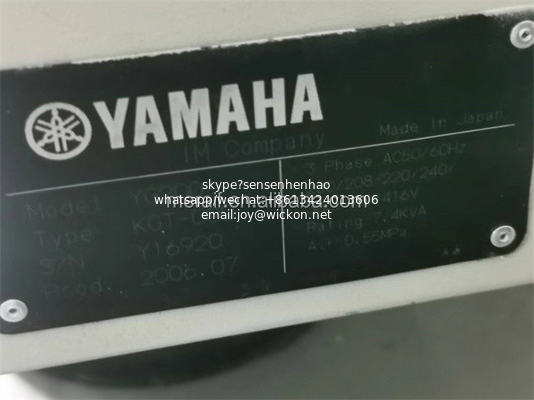 YAMAHA
IM Company
Made In Japan
Model
Type KGT-
S/N Y16920
Prod. 2006.07
3 Phase AC50/60Hz
/208/220/240/
416V
Rating 7.4KVA
Air 0.55MPa
skype?sensenhenhao
whatsapp/wechat:+8613424013606
email:joy@wickon.net